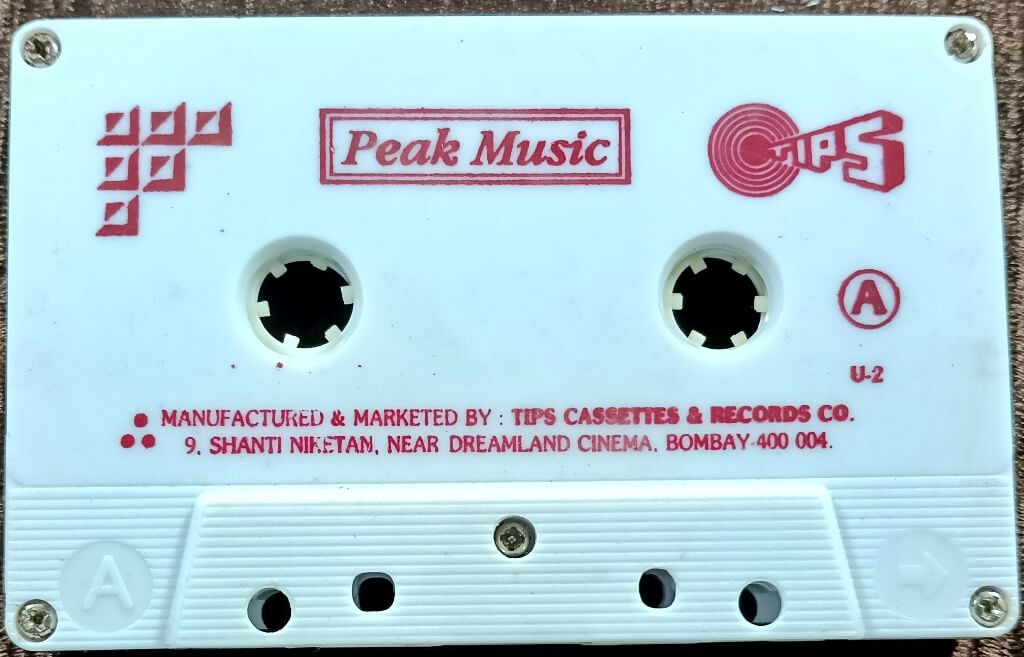 Peak Music
TIPS
A
U-2
MANUFACTURED & MARKETED BY : TIPS CASSETTES & RECORDS CO.
9, SHANTI NIKETAN, NEAR DREAMLAND CINEMA, BOMBAY-400 004.
A